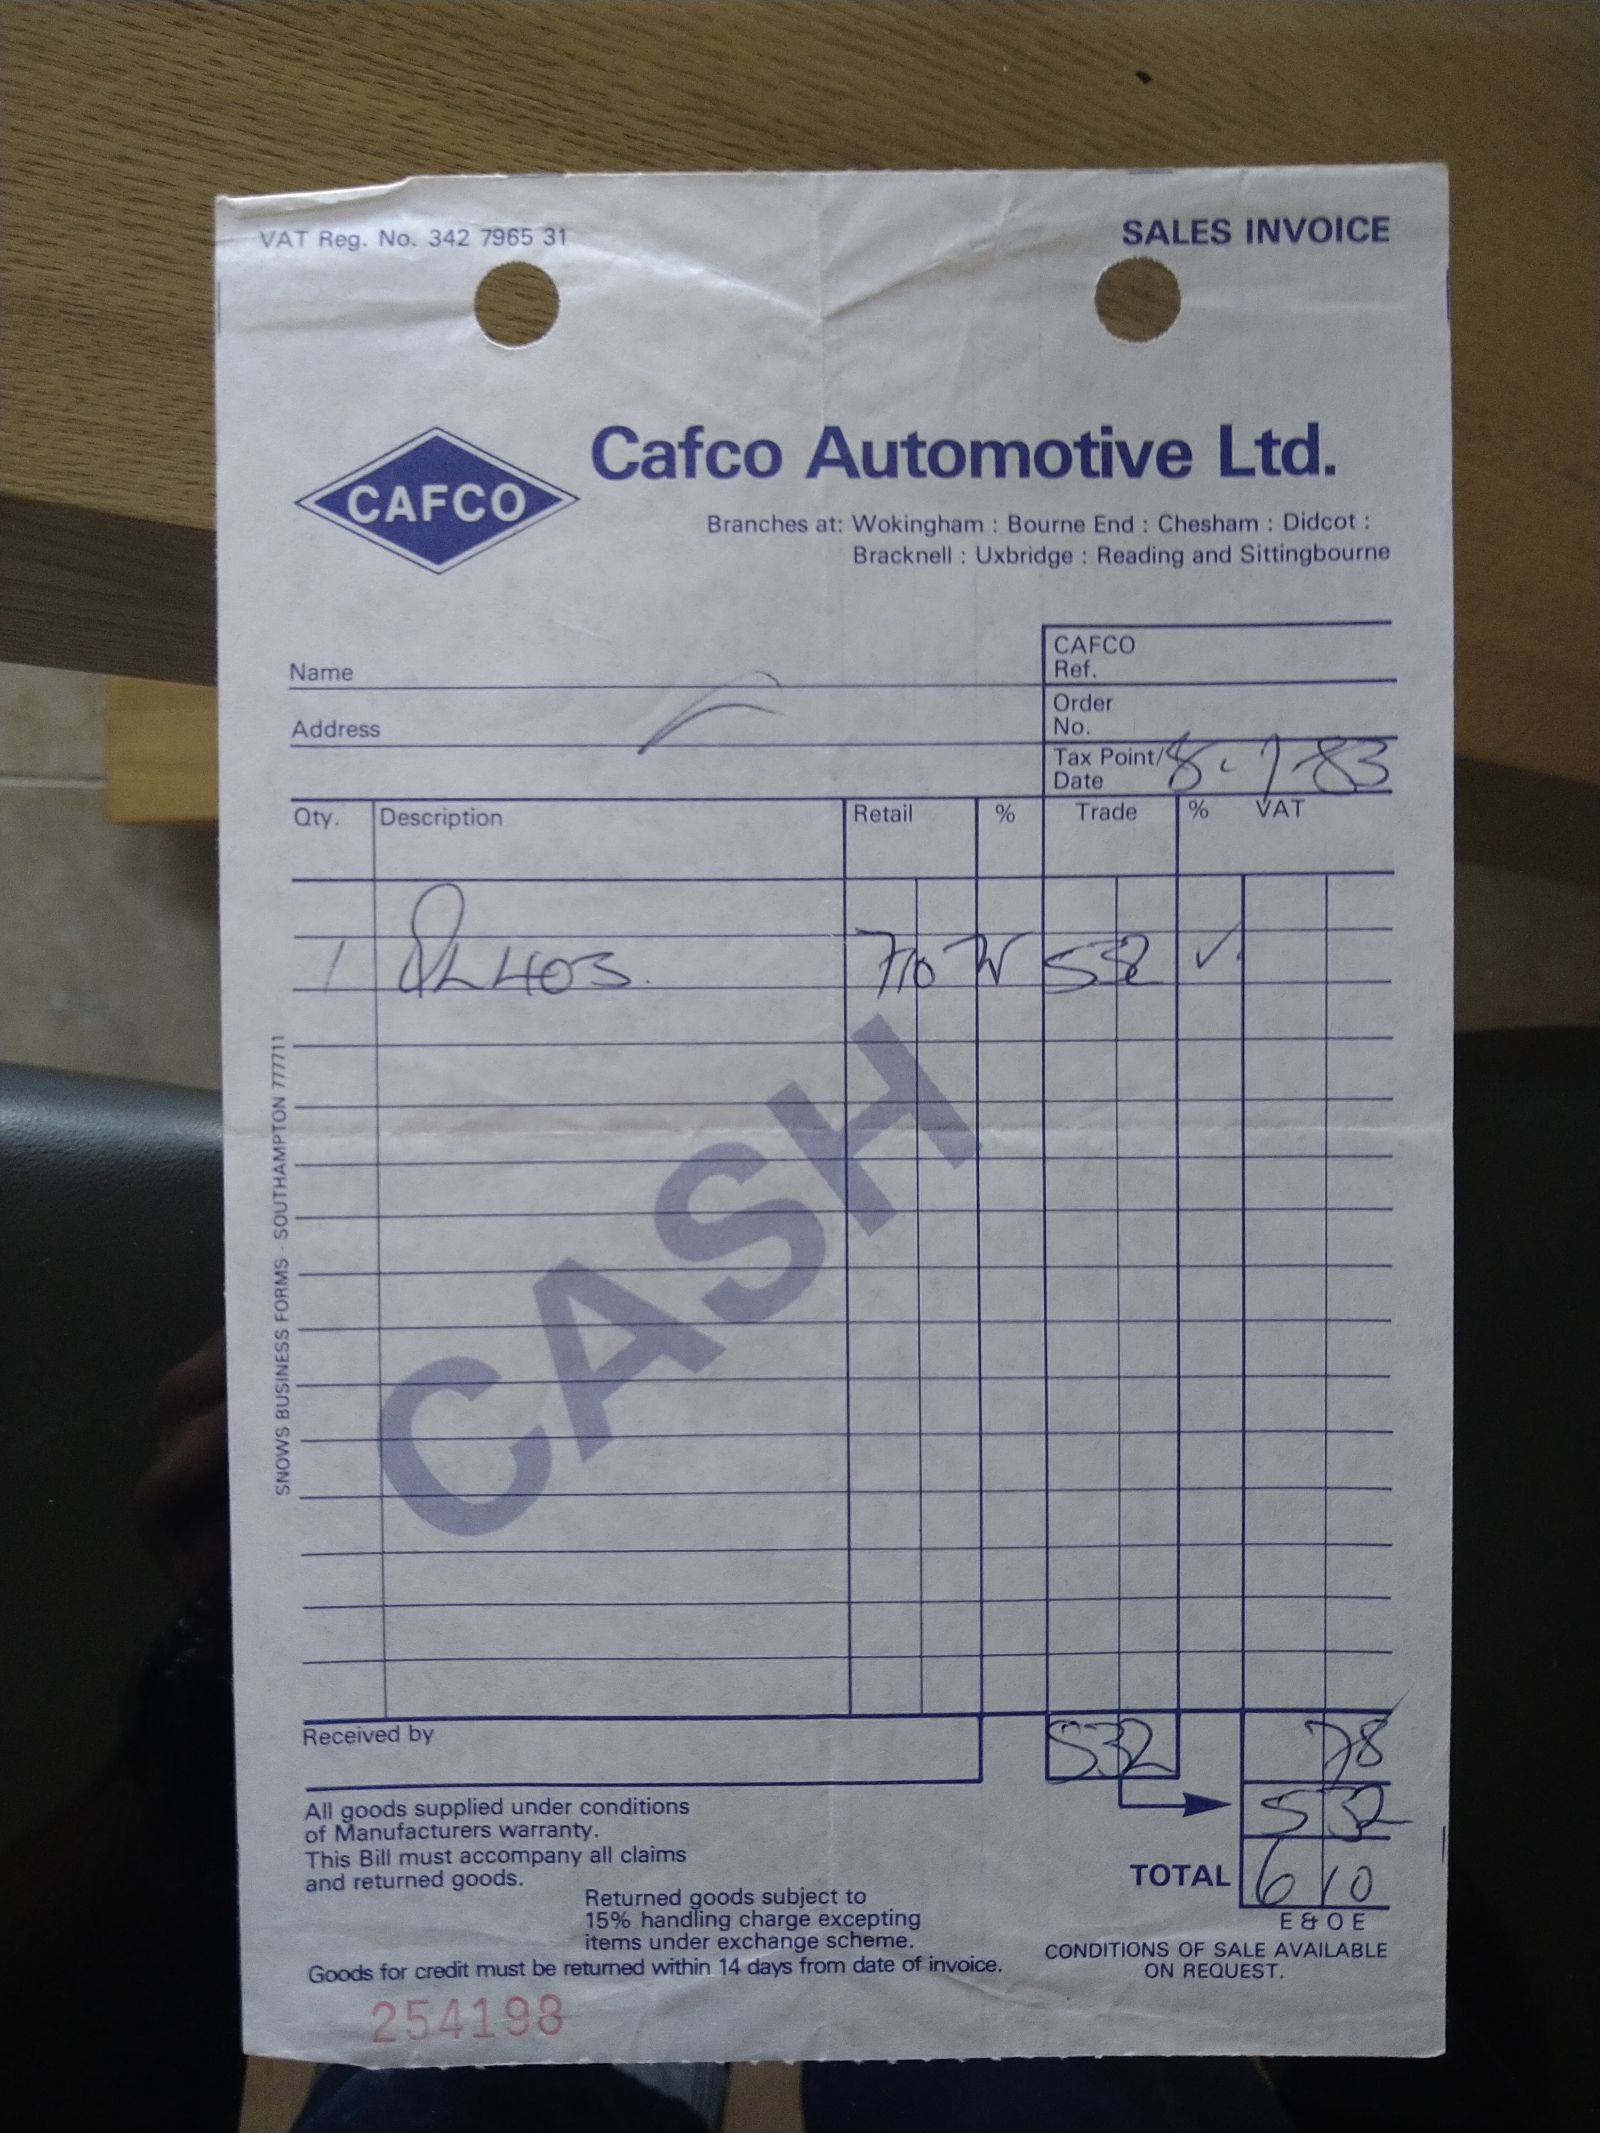 VAT Reg. No. 342 7965 31
SALES INVOICE
CAFCO
Cafco Automotive Ltd.
Branches at: Wokingham : Bourne End : Chesham : Didcot :
Bracknell : Uxbridge : Reading and Sittingbourne
Name
Address
CAFCO
Ref.
Order
No.
Tax Point/
Date 8-7-83
Qty. Description Retail % Trade % VAT
1 QL403. 710 532 ✓
CASH
SNOWS BUSINESS FORMS - SOUTHAMPTON 777711
Received by
532
78
532
TOTAL 6 10
E & O E
All goods supplied under conditions
of Manufacturers warranty.
This Bill must accompany all claims
and returned goods.
Returned goods subject to
15% handling charge excepting
items under exchange scheme.
Goods for credit must be returned within 14 days from date of invoice.
CONDITIONS OF SALE AVAILABLE
ON REQUEST.
254198